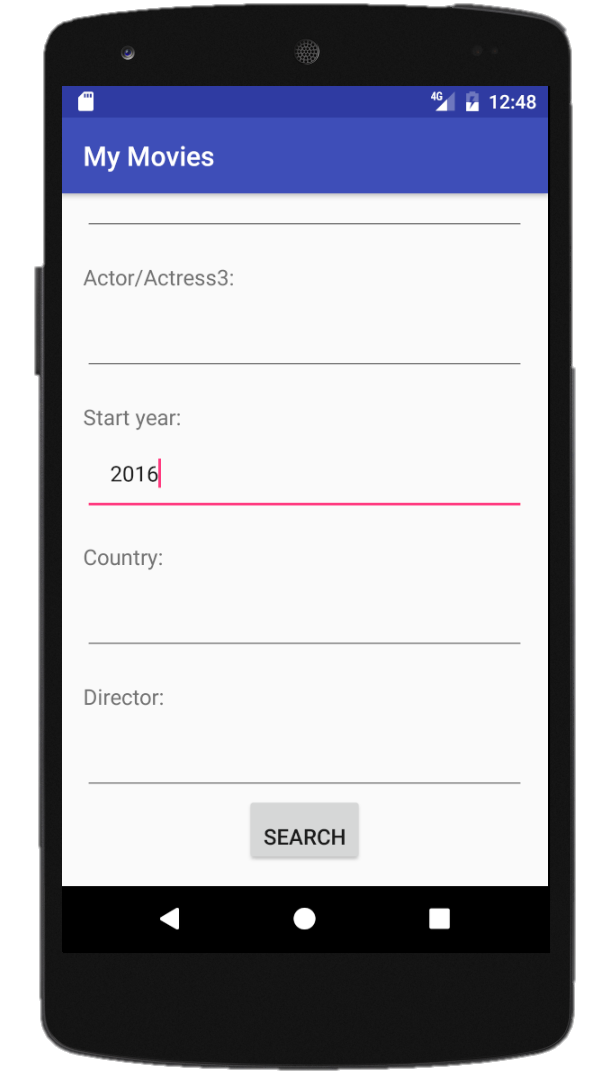 4G 12:48
My Movies
Actor/Actress3:
Start year:
2016
Country:
Director:
SEARCH